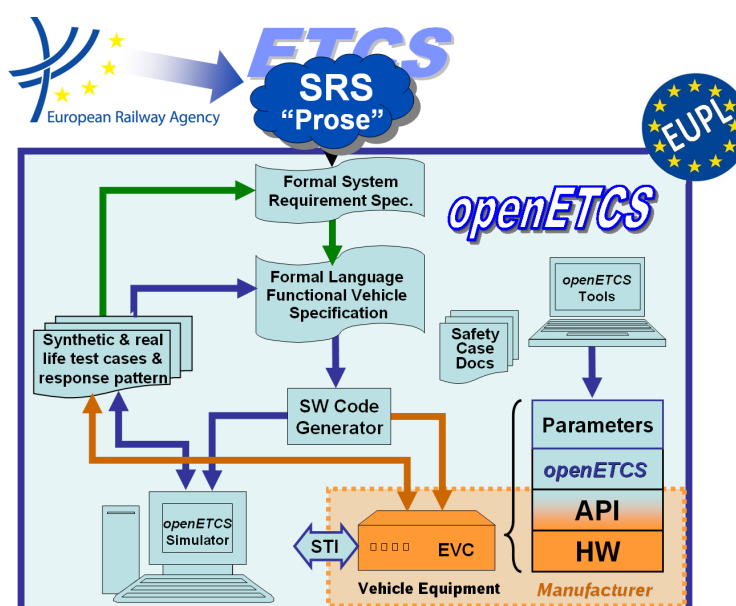 ETCS
SRS
“Prose”
European Railway Agency
EUPL
Formal System
Requirement Spec.
openETCS
Formal Language
Functional Vehicle
Specification
openETCS
Tools
Synthetic & real
life test cases &
response pattern
Safety
Case
Docs
SW Code
Generator
Parameters
openETCS
API
HW
openETCS
Simulator
STI
EVC
Vehicle Equipment
Manufacturer